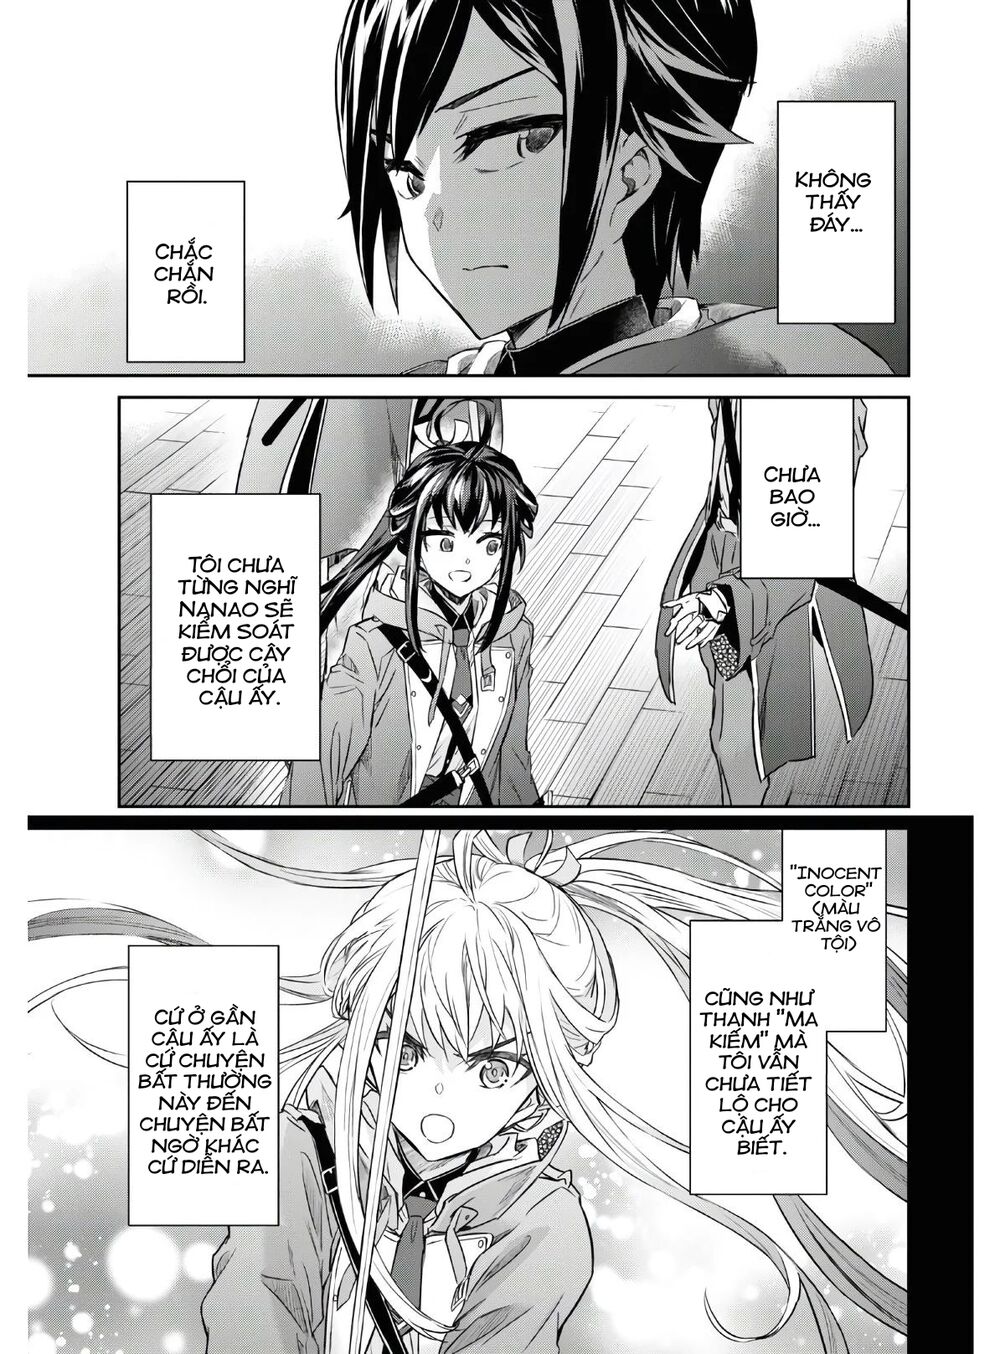 KHÔNG
THẤY
ĐÁY...
CHẮC
CHẮN
RỒI.
CHƯA
BAO
GIỜ...
TÔI CHƯA
TỪNG NGHĨ
NANAO SẼ
KIỂM SOÁT
ĐƯỢC CÂY
CHỔI CỦA
CẬU ẤY.
"INOCENT
COLOR"
(MÀU
TRẮNG VÔ
TỘI)
CŨNG NHƯ
THANH "MA
KIẾM" MÀ
TÔI VẪN
CHƯA TIẾT
LỘ CHO
CẬU ẤY
BIẾT.
CỨ Ở GẦN
CẬU ẤY LÀ
CỨ CHUYỆN
BẤT THƯỜNG
NÀY ĐẾN
CHUYỆN BẤT
NGỜ KHÁC
CỨ DIỄN RA.